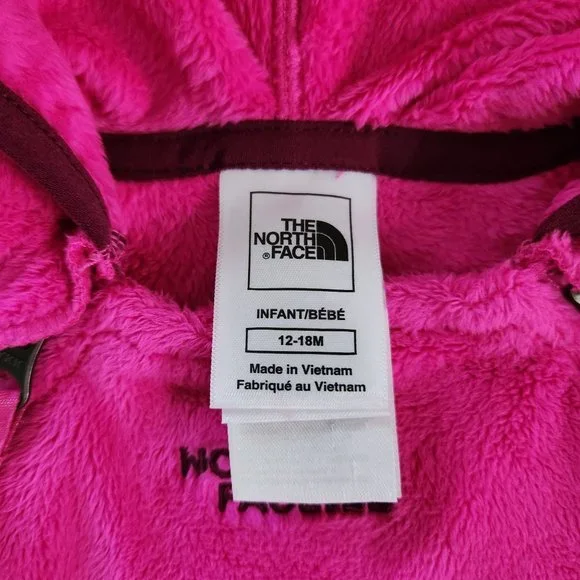 THE
NORTH
®FACE
INFANT/BÉBÉ
12-18M
Made in Vietnam
Fabriqué au Vietnam